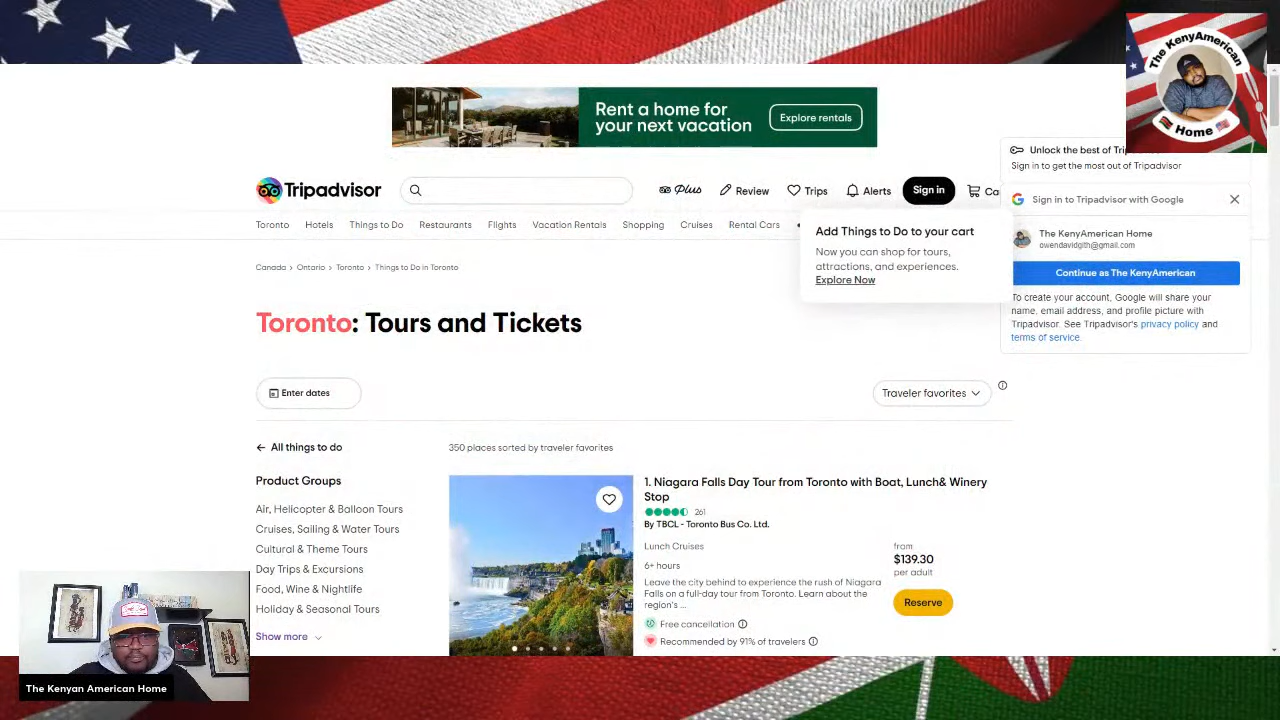 The KenyAmerican
Home
Rent a home for
your next vacation
Explore rentals
Unlock the best of
Sign in to get the most out of Tripadvisor
Tripadvisor
Plus
Review
Trips
Alerts
Sign in
Sign in to Tripadvisor with Google
The KenyAmerican Home
owendavidgith@gmail.com
Continue as The KenyAmerican
To create your account, Google will share your
name, email address, and profile picture with
Tripadvisor. See Tripadvisor's privacy policy and
terms of service.
Toronto
Hotels
Things to Do
Restaurants
Flights
Vacation Rentals
Shopping
Cruises
Rental Cars
Add Things to Do to your cart
Now you can shop for tours,
attractions, and experiences.
Explore Now
Canada › Ontario › Toronto › Things to Do in Toronto
Toronto: Tours and Tickets
Enter dates
Traveler favorites
All things to do
350 places sorted by traveler favorites
Product Groups
Air, Helicopter & Balloon Tours
Cruises, Sailing & Water Tours
Cultural & Theme Tours
Day Trips & Excursions
Food, Wine & Nightlife
Holiday & Seasonal Tours
Show more
1. Niagara Falls Day Tour from Toronto with Boat, Lunch& Winery
Stop
261
By TBCL - Toronto Bus Co. Ltd.
Lunch Cruises
6+ hours
Leave the city behind to experience the rush of Niagara
Falls on a full-day tour from Toronto. Learn about the
region's ...
Free cancellation
Recommended by 91% of travelers
from
$139.30
per adult
Reserve
The Kenyan American Home